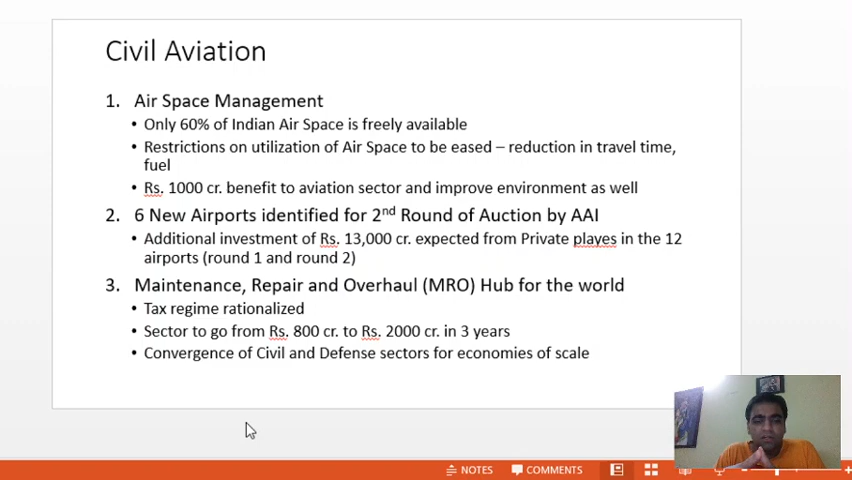 Civil Aviation
1. Air Space Management
• Only 60% of Indian Air Space is freely available
• Restrictions on utilization of Air Space to be eased – reduction in travel time,
fuel
• Rs. 1000 cr. benefit to aviation sector and improve environment as well
2. 6 New Airports identified for 2nd Round of Auction by AAI
• Additional investment of Rs. 13,000 cr. expected from Private playes in the 12
airports (round 1 and round 2)
3. Maintenance, Repair and Overhaul (MRO) Hub for the world
• Tax regime rationalized
• Sector to go from Rs. 800 cr. to Rs. 2000 cr. in 3 years
• Convergence of Civil and Defense sectors for economies of scale
NOTES COMMENTS